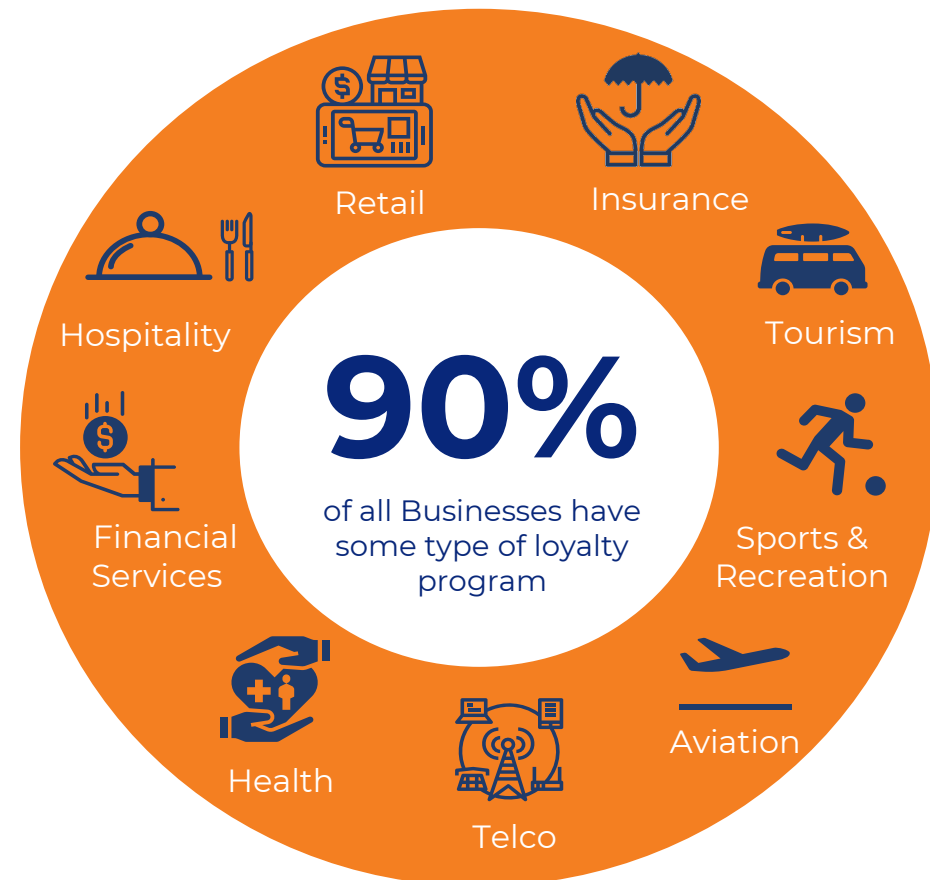 Retail
Insurance
Hospitality
Tourism
90%
of all Businesses have
some type of loyalty
program
Financial
Services
Sports &
Recreation
Health
Aviation
Telco
$
$